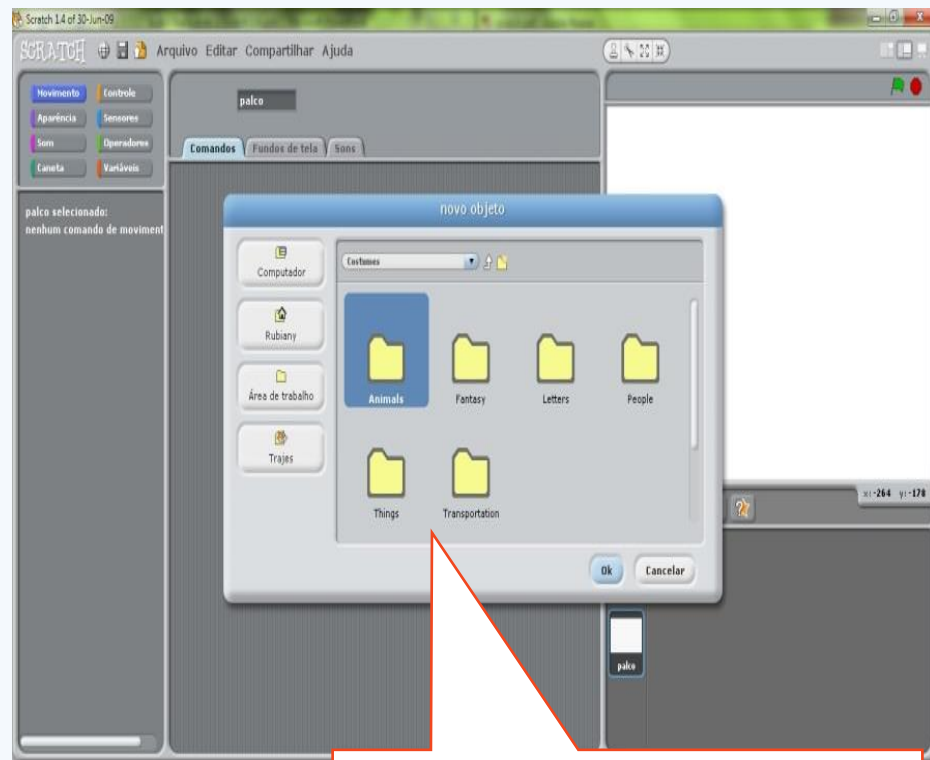 Scratch 1.4 of 30-Jun-09
SCRATCH Arquivo Editar Compartilhar Ajuda
Movimento Controle
Aparência Sensores
Som Operadores
Caneta Variáveis
palco
Comandos Fundos de tela Sons
palco selecionado:
nenhum comando de moviment
novo objeto
Computador
Rubiany
Área de trabalho
Trajes
Costumes
Animals Fantasy Letters People
Things Transportation
Ok Cancelar
x:-264 y:-178
palco